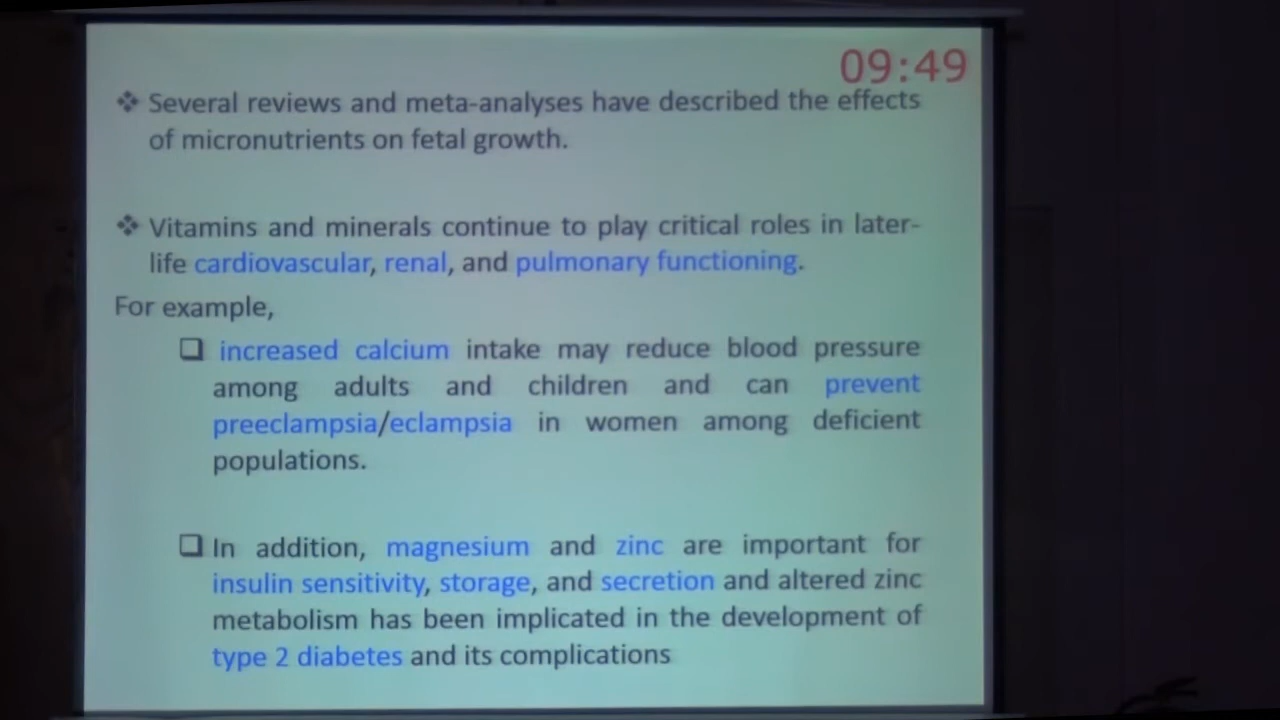 09:49
❖ Several reviews and meta-analyses have described the effects
of micronutrients on fetal growth.
❖ Vitamins and minerals continue to play critical roles in later-
life cardiovascular, renal, and pulmonary functioning.
For example,
❑ increased calcium intake may reduce blood pressure
among adults and children and can prevent
preeclampsia/eclampsia in women among deficient
populations.
❑ In addition, magnesium and zinc are important for
insulin sensitivity, storage, and secretion and altered zinc
metabolism has been implicated in the development of
type 2 diabetes and its complications